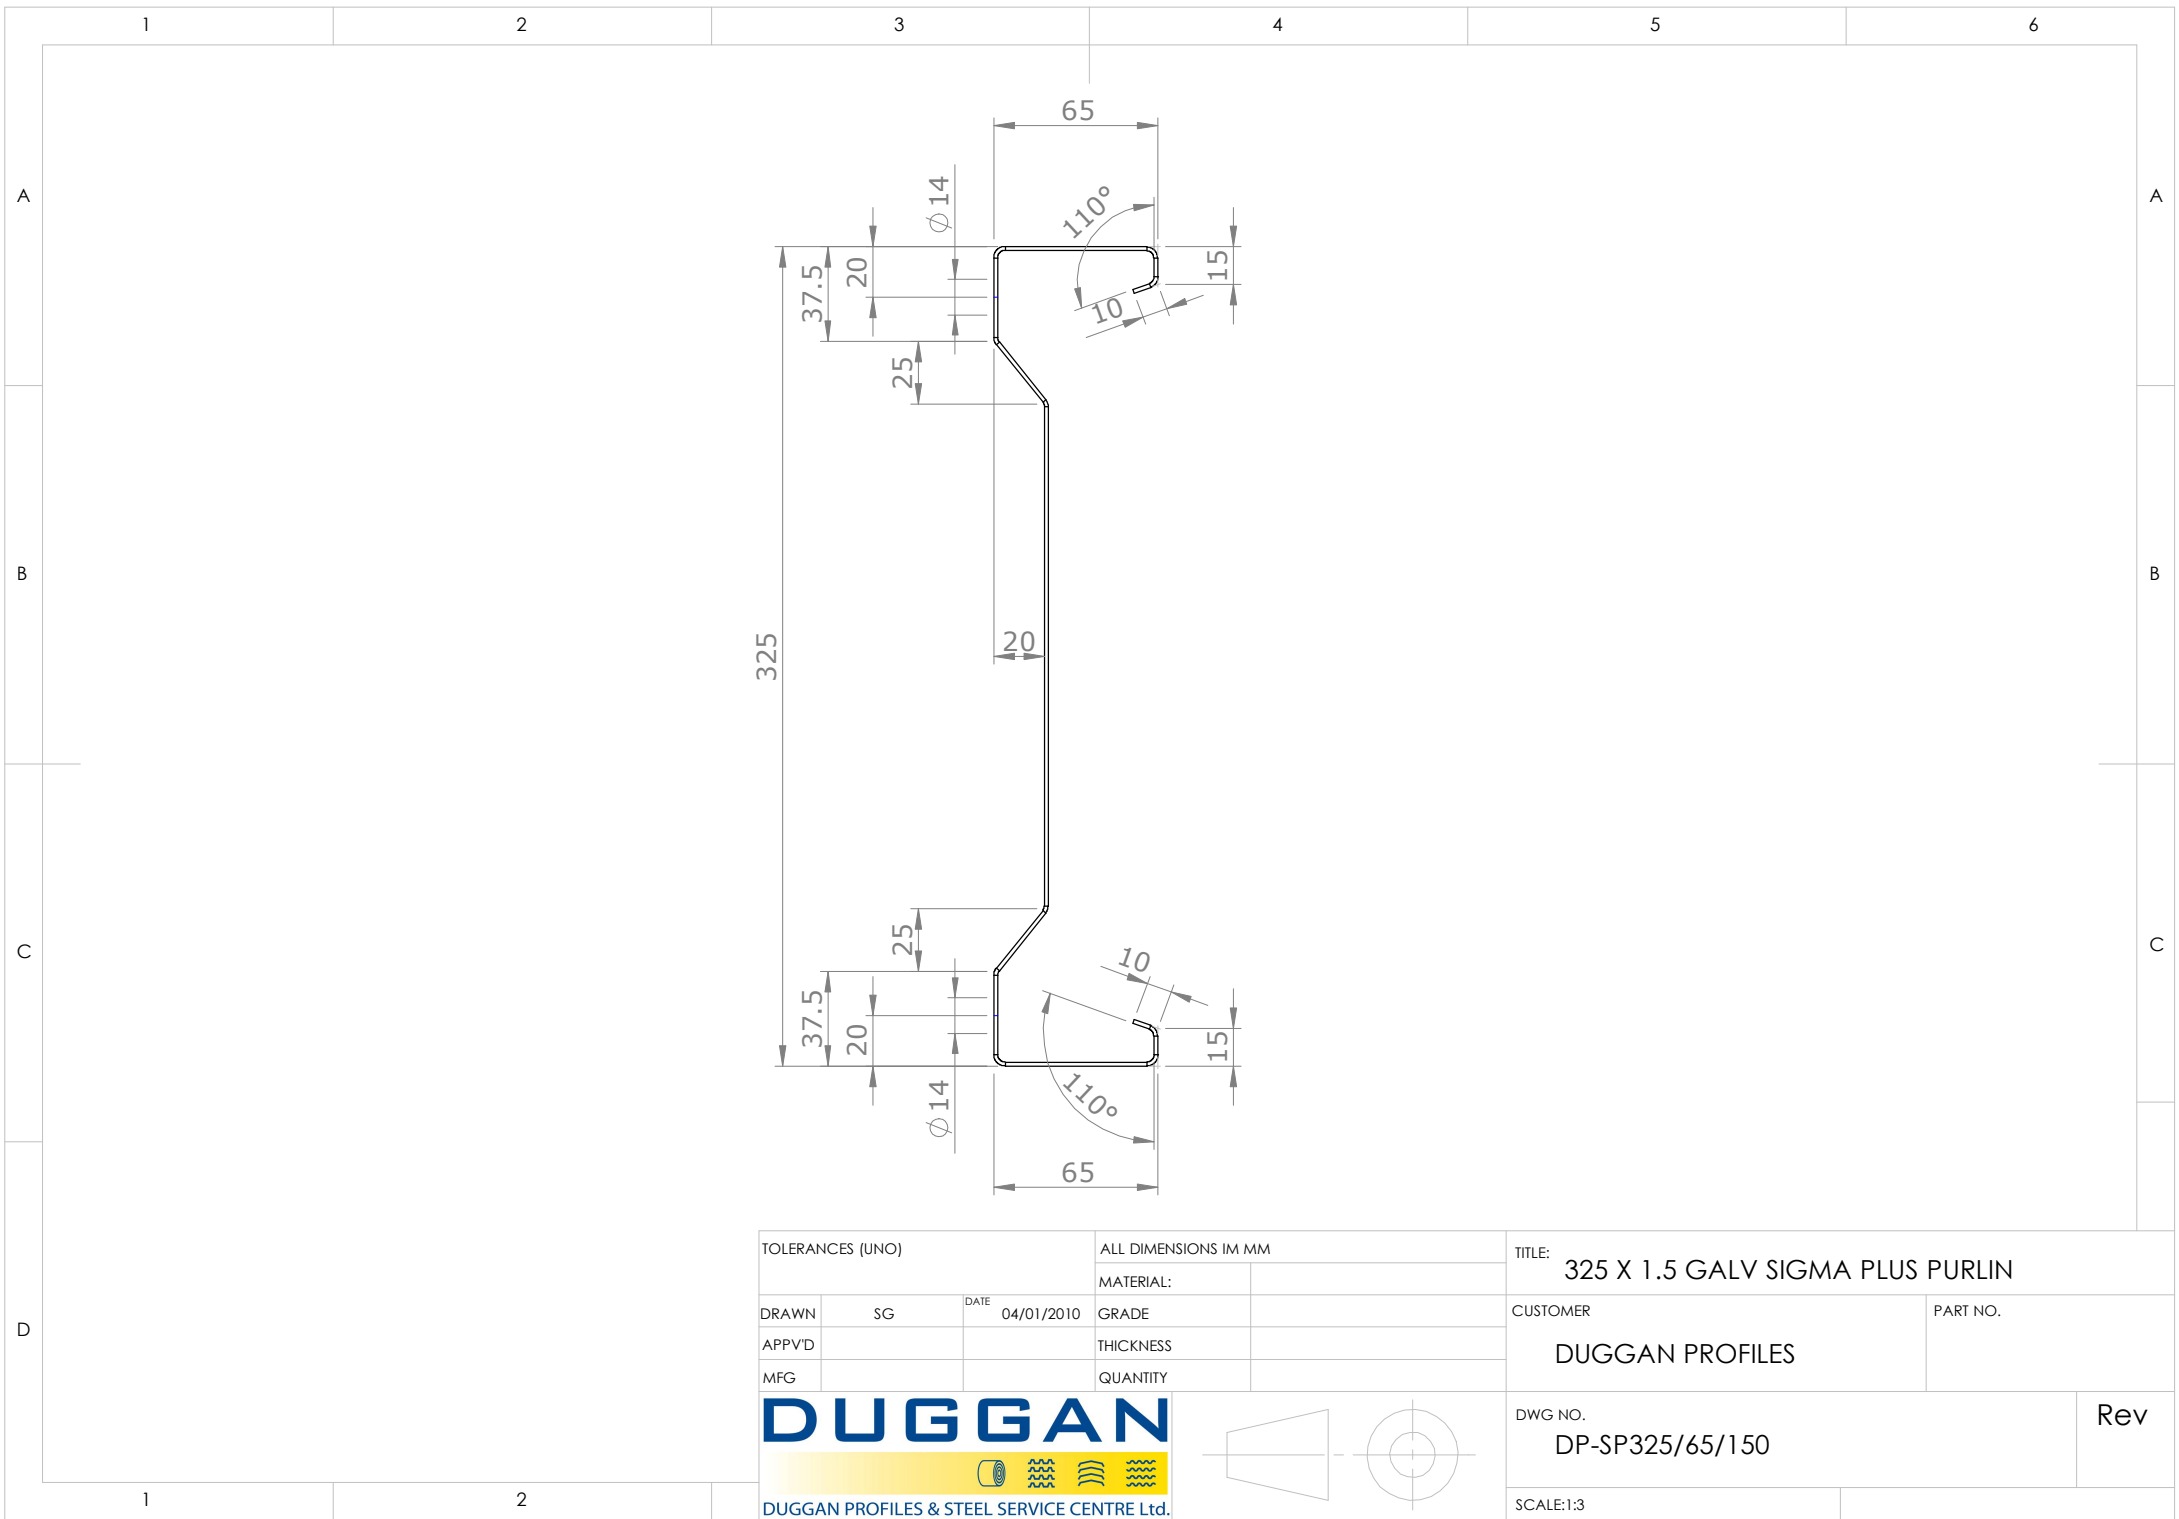 1 2 3 4 5 6
65
Ø 14
110°
A A
20
15
37.5
10
25
B B
20
325
25
10
C C
37.5
20
15
Ø 14
110°
65
TOLERANCES (UNO)
ALL DIMENSIONS IM MM
TITLE: 325 X 1.5 GALV SIGMA PLUS PURLIN
MATERIAL:
DRAWN SG DATE 04/01/2010 GRADE
CUSTOMER
PART NO.
D
APPV'D THICKNESS
DUGGAN PROFILES
MFG QUANTITY
DUGGAN
DUGGAN PROFILES & STEEL SERVICE CENTRE Ltd.
DWG NO.
DP-SP325/65/150
Rev
SCALE:1:3
1 2